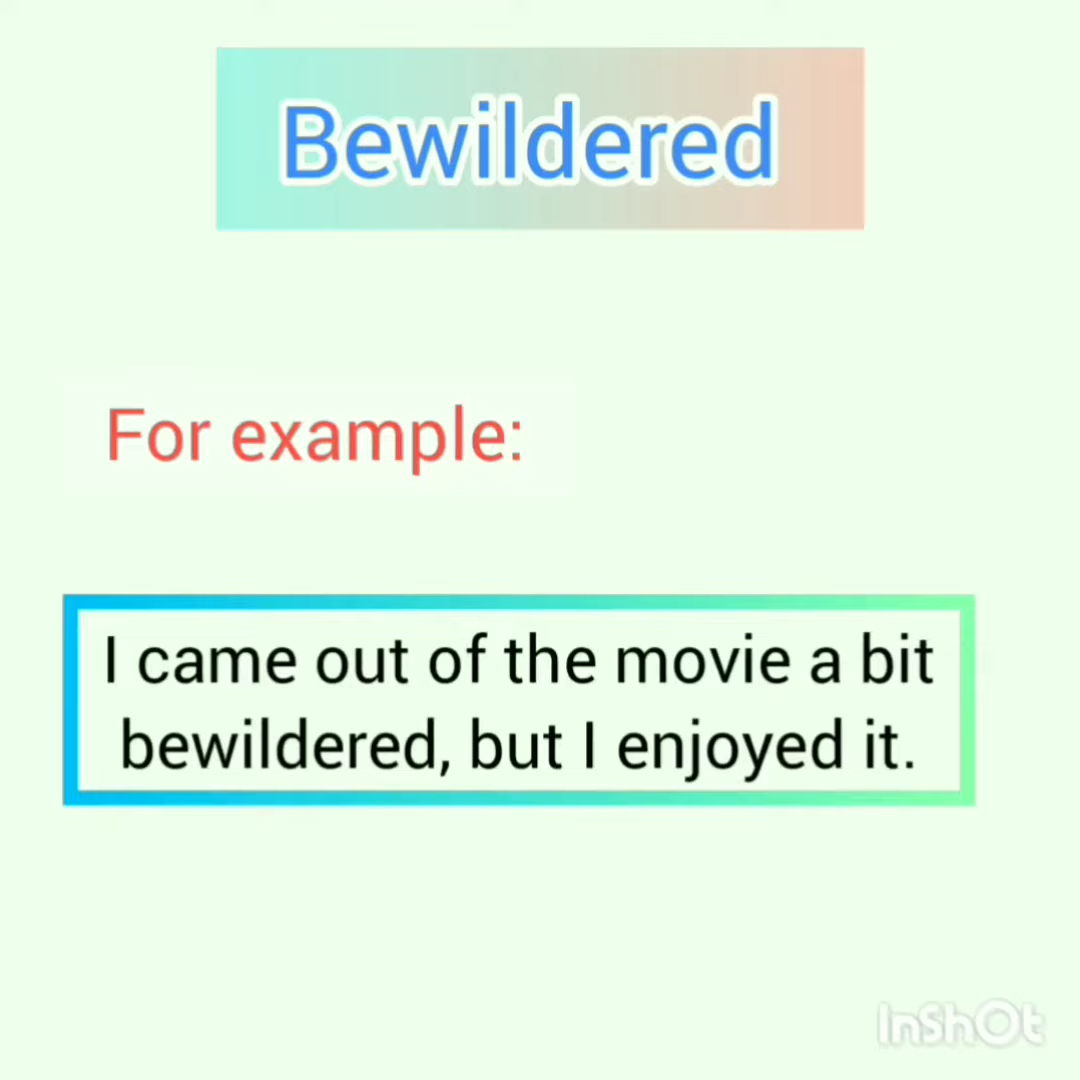 Bewildered
For example:
I came out of the movie a bit
bewildered, but I enjoyed it.
InShOt